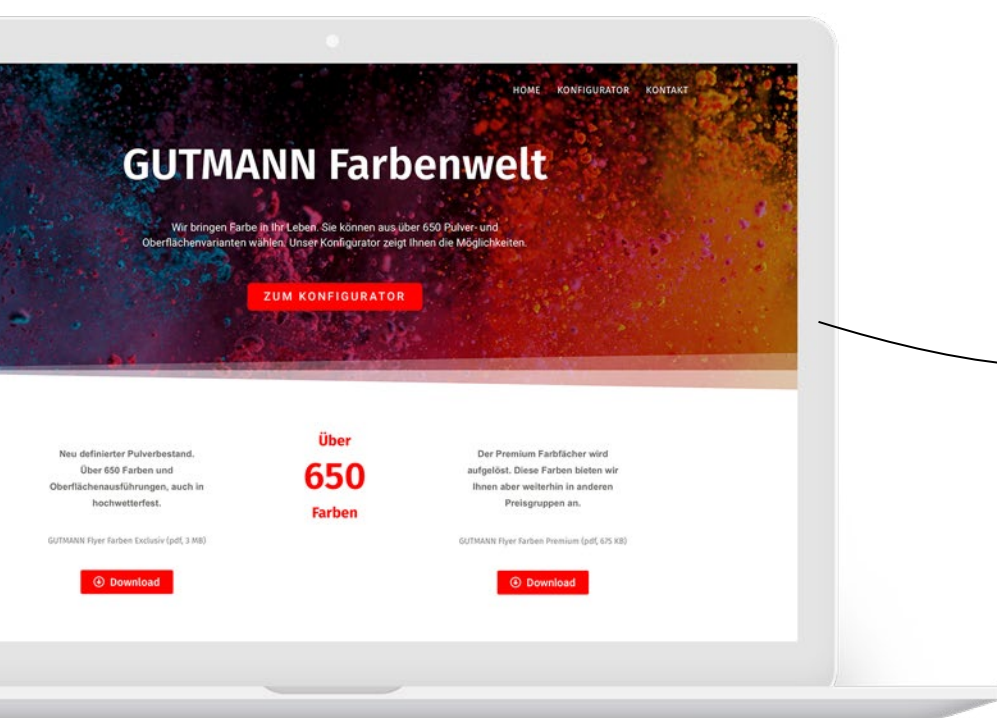 HOME KONFIGURATOR KONTAKT
GUTMANN Farbenwelt
Wir bringen Farbe in Ihr Leben. Sie können aus über 650 Pulver- und
Oberflächenvarianten wählen. Unser Konfigurator zeigt Ihnen die Möglichkeiten.
ZUM KONFIGURATOR
Neu definierter Pulverbestand.
Über 650 Farben und
Oberflächenausführungen, auch in
hochwetterfest.
GUTMANN Flyer Farben Exclusiv (pdf, 3 MB)
Download
Über
650
Farben
Der Premium Farbfächer wird
aufgelöst. Diese Farben bieten wir
Ihnen aber weiterhin in anderen
Preisgruppen an.
GUTMANN Flyer Farben Premium (pdf, 675 KB)
Download